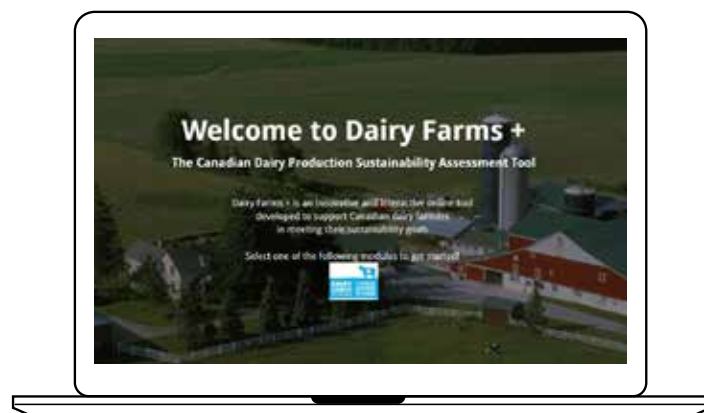 Welcome to Dairy Farms +
The Canadian Dairy Production Sustainability Assessment Tool
Dairy Farms + is an innovative and interactive online tool
developed to support Canadian dairy farmers
in meeting their sustainability goals
Select one of the following modules to get started!